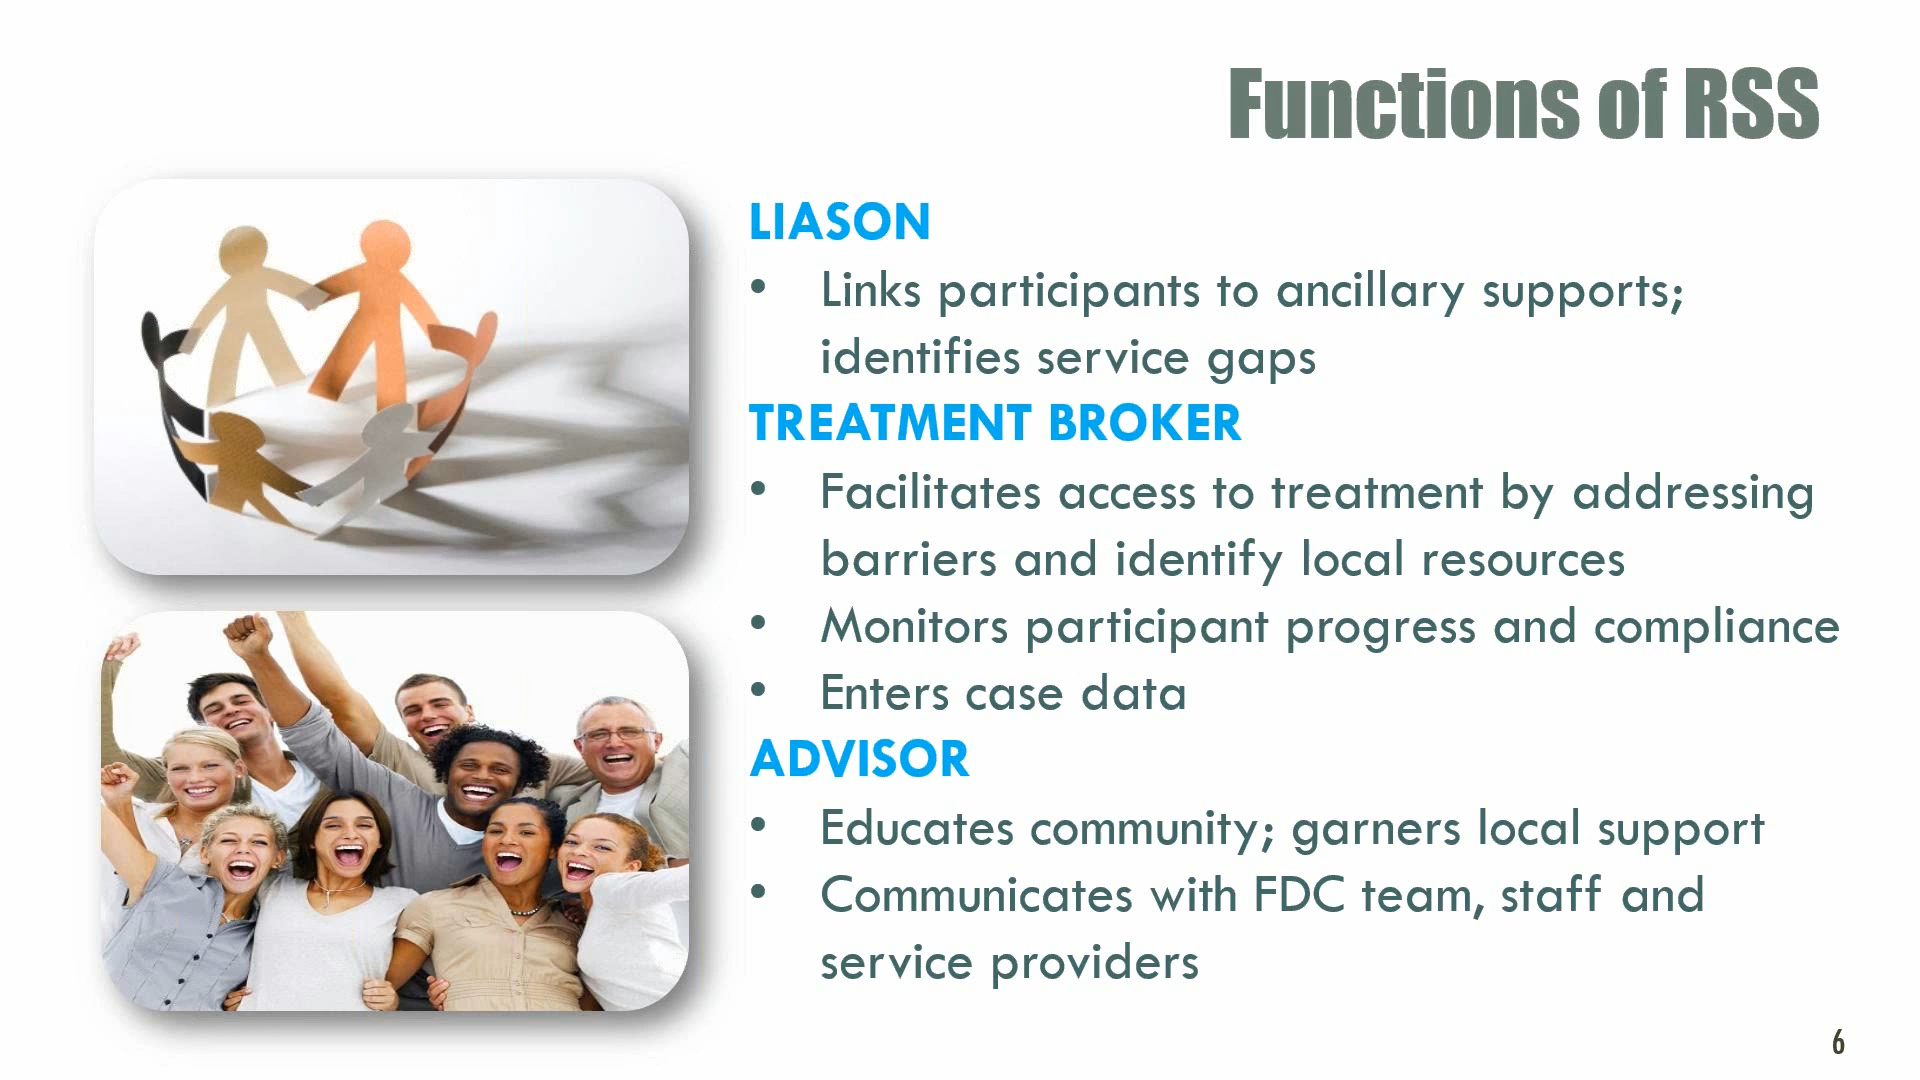 Functions of RSS
LIASON
• Links participants to ancillary supports;
identifies service gaps
TREATMENT BROKER
• Facilitates access to treatment by addressing
barriers and identify local resources
• Monitors participant progress and compliance
• Enters case data
ADVISOR
• Educates community; garners local support
• Communicates with FDC team, staff and
service providers
6